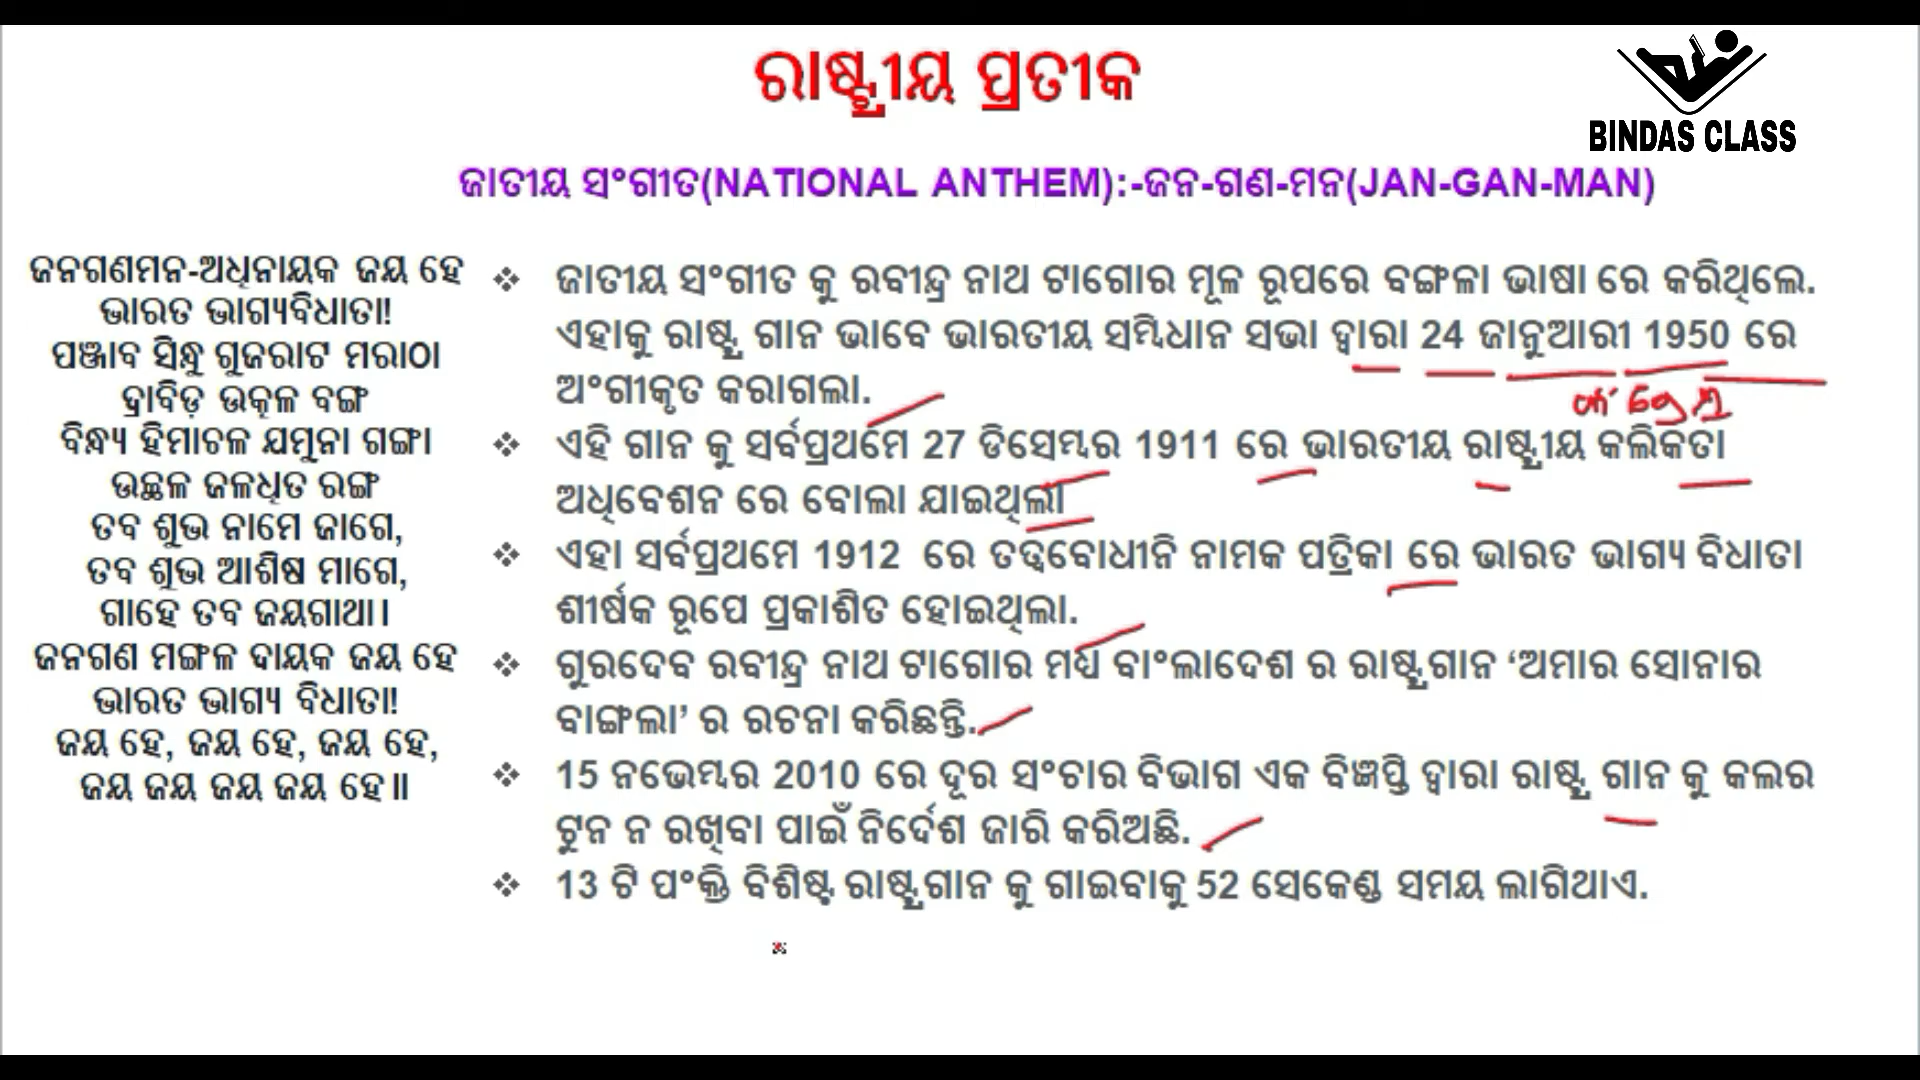 ରାଷ୍ଟ୍ରୀୟ ପ୍ରତୀକ
BINDAS CLASS
ଜାତୀୟ ସଂଗୀତ(NATIONAL ANTHEM):-ଜନ-ଗଣ-ମନ(JAN-GAN-MAN)
ଜନଗଣମନ-ଅଧିନାୟକ ଜୟ ହେ
ଭାରତ ଭାଗ୍ୟବିଧାତା!
ପଞ୍ଜାବ ସିନ୍ଧୁ ଗୁଜରାଟ ମରାଠା
ଦ୍ରାବିଡ଼ ଉତ୍କଳ ବଙ୍ଗ
ବିନ୍ଧ୍ୟ ହିମାଚଳ ଯମୁନା ଗଙ୍ଗା
ଉଚ୍ଛଳ ଜଳଧିତ ରଙ୍ଗ
ତବ ଶୁଭ ନାମେ ଜାଗେ,
ତବ ଶୁଭ ଆଶିଷ ମାଗେ,
ଗାହେ ତବ ଜୟଗାଥା।
ଜନଗଣ ମଙ୍ଗଳ ଦାୟକ ଜୟ ହେ
ଭାରତ ଭାଗ୍ୟ ବିଧାତା!
ଜୟ ହେ, ଜୟ ହେ, ଜୟ ହେ,
ଜୟ ଜୟ ଜୟ ଜୟ ହେ॥
❖ ଜାତୀୟ ସଂଗୀତ କୁ ରବୀନ୍ଦ୍ର ନାଥ ଟାଗୋର ମୂଳ ରୂପରେ ବଙ୍ଗଳା ଭାଷା ରେ କରିଥିଲେ.
ଏହାକୁ ରାଷ୍ଟ୍ର ଗାନ ଭାବେ ଭାରତୀୟ ସମ୍ବିଧାନ ସଭା ଦ୍ୱାରା 24 ଜାନୁଆରୀ 1950 ରେ
ଅଂଗୀକୃତ କରାଗଲା.
❖ ଏହି ଗାନ କୁ ସର୍ବପ୍ରଥମେ 27 ଡିସେମ୍ବର 1911 ରେ ଭାରତୀୟ ରାଷ୍ଟ୍ରୀୟ କଲିକତା
ଅଧିବେଶନ ରେ ବୋଲା ଯାଇଥିଲା
❖ ଏହା ସର୍ବପ୍ରଥମେ 1912 ରେ ତତ୍ତ୍ୱବୋଧୀନି ନାମକ ପତ୍ରିକା ରେ ଭାରତ ଭାଗ୍ୟ ବିଧାତା
ଶୀର୍ଷକ ରୂପେ ପ୍ରକାଶିତ ହୋଇଥିଲା.
❖ ଗୁରଦେବ ରବୀନ୍ଦ୍ର ନାଥ ଟାଗୋର ମଧ୍ୟ ବାଂଲାଦେଶ ର ରାଷ୍ଟ୍ରଗାନ ‘ଅମାର ସୋନାର
ବାଙ୍ଗଲା’ ର ରଚନା କରିଛନ୍ତି.
❖ 15 ନଭେମ୍ବର 2010 ରେ ଦୂର ସଂଚାର ବିଭାଗ ଏକ ବିଜ୍ଞପ୍ତି ଦ୍ୱାରା ରାଷ୍ଟ୍ର ଗାନ କୁ କଲର
ଟୁନ ନ ରଖିବା ପାଇଁ ନିର୍ଦ୍ଦେଶ ଜାରି କରିଅଛି.
❖ 13 ଟି ପଂକ୍ତି ବିଶିଷ୍ଟ ରାଷ୍ଟ୍ରଗାନ କୁ ଗାଇବାକୁ 52 ସେକେଣ୍ଡ ସମୟ ଲାଗିଥାଏ.